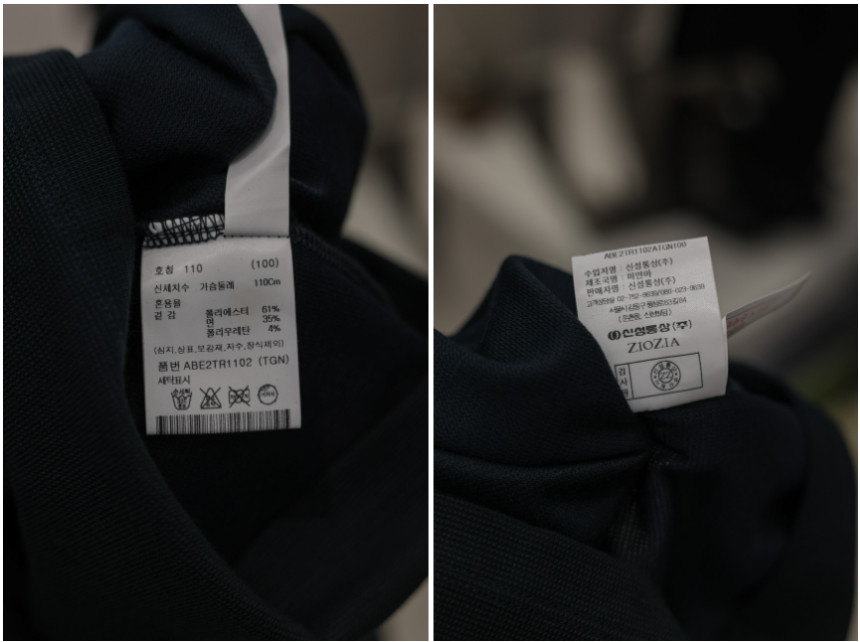 호칭 110 (100)
신체치수 가슴둘레 110Cm
혼용율
겉감 폴리에스터 61%
면 35%
폴리우레탄 4%
(심지,상표,모감재,자수,장식제외)
품번 ABE2TR1102 (TGN)
세탁표시
ABE2TR1102A1GN100
수입자명 : 신성통상(주)
제조국명 : 미얀마
판매자명 : 신성통상(주)
신성통상(주)
ZIOZIA